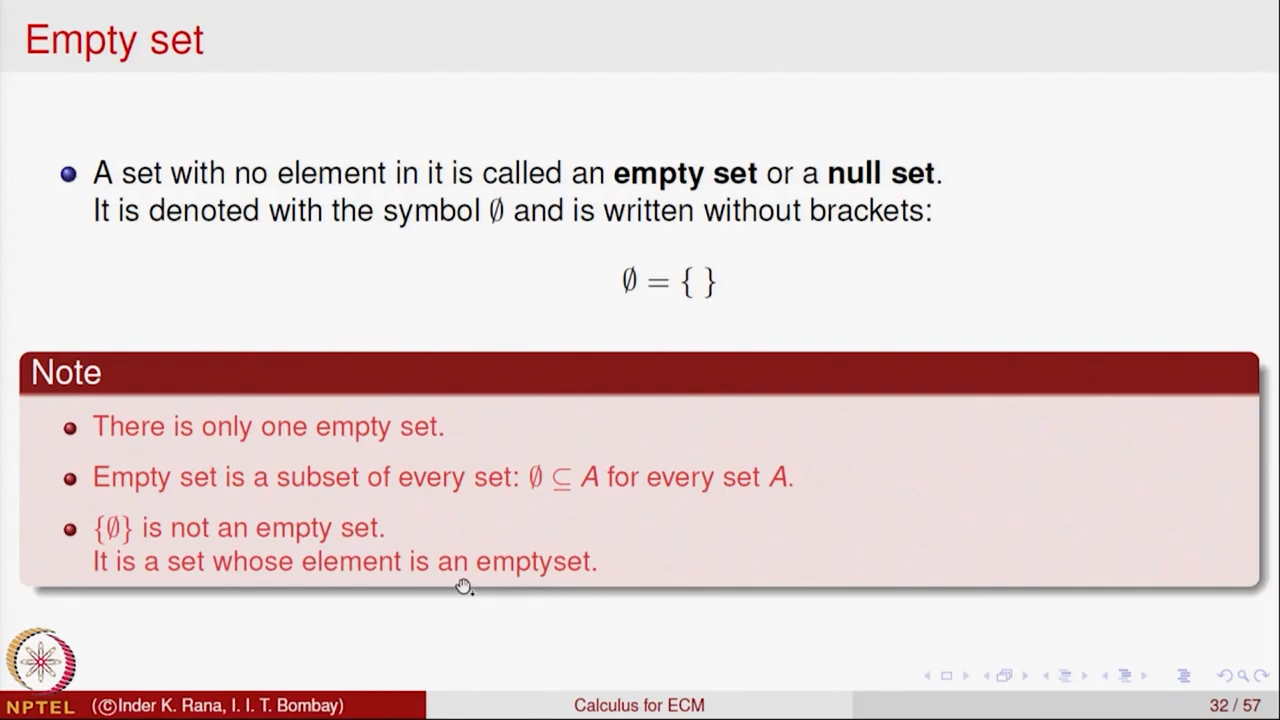 Empty set
A set with no element in it is called an empty set or a null set.
It is denoted with the symbol ∅ and is written without brackets:
∅ = { }
Note
There is only one empty set.
Empty set is a subset of every set: ∅ ⊆ A for every set A.
{∅} is not an empty set.
It is a set whose element is an emptyset.
NPTEL
(©Inder K. Rana, I. I. T. Bombay)
Calculus for ECM
32 / 57